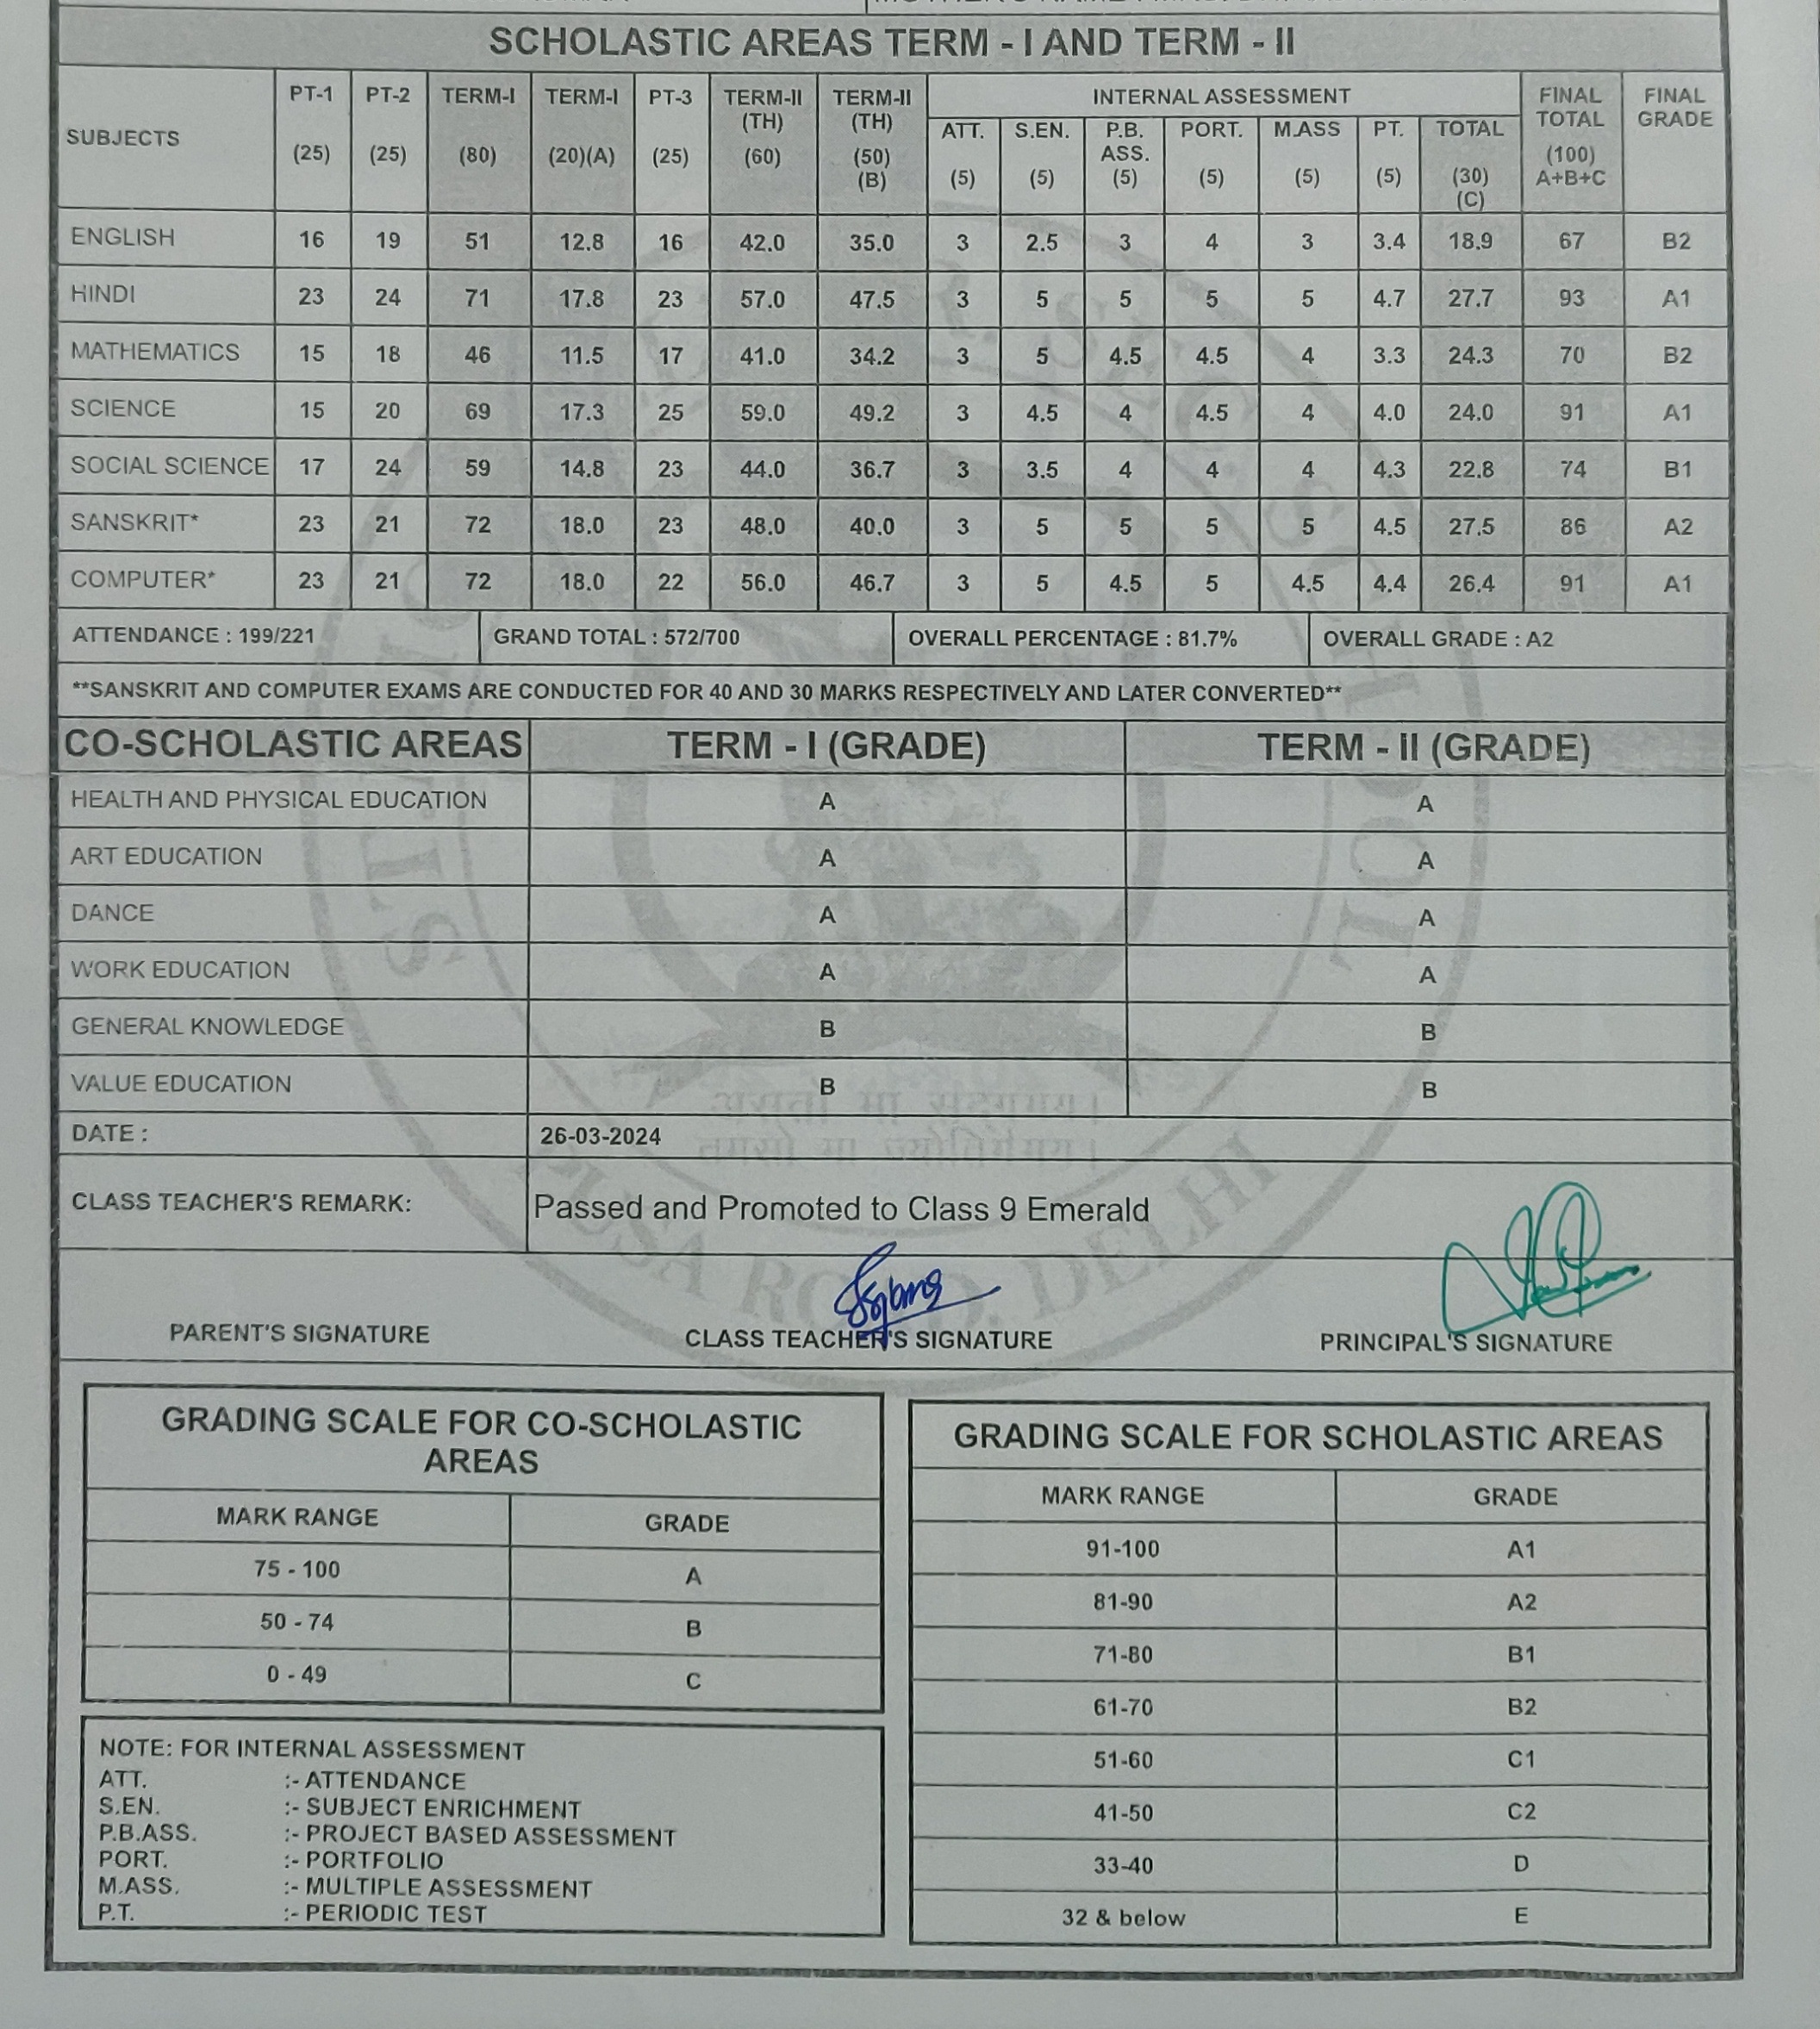 SCHOLASTIC AREAS TERM - I AND TERM - II
SUBJECTS PT-1 (25) PT-2 (25) TERM-I (80) TERM-I (20)(A) PT-3 (25) TERM-II (TH) (60) TERM-II (TH) (50) (B) INTERNAL ASSESSMENT ATT. (5) S.EN. (5) P.B. ASS. (5) PORT. (5) M.ASS (5) PT. (5) TOTAL (30) (C) FINAL TOTAL (100) A+B+C FINAL GRADE
ENGLISH 16 19 51 12.8 16 42.0 35.0 3 2.5 3 4 3 3.4 18.9 67 B2
HINDI 23 24 71 17.8 23 57.0 47.5 3 5 5 5 5 4.7 27.7 93 A1
MATHEMATICS 15 18 46 11.5 17 41.0 34.2 3 5 4.5 4.5 4 3.3 24.3 70 B2
SCIENCE 15 20 69 17.3 25 59.0 49.2 3 4.5 4 4.5 4 4.0 24.0 91 A1
SOCIAL SCIENCE 17 24 59 14.8 23 44.0 36.7 3 3.5 4 4 4 4.3 22.8 74 B1
SANSKRIT* 23 21 72 18.0 23 48.0 40.0 3 5 5 5 5 4.5 27.5 86 A2
COMPUTER* 23 21 72 18.0 22 56.0 46.7 3 5 4.5 5 4.5 4.4 26.4 91 A1
ATTENDANCE : 199/221 GRAND TOTAL : 572/700 OVERALL PERCENTAGE : 81.7% OVERALL GRADE : A2
**SANSKRIT AND COMPUTER EXAMS ARE CONDUCTED FOR 40 AND 30 MARKS RESPECTIVELY AND LATER CONVERTED**
CO-SCHOLASTIC AREAS TERM - I (GRADE) TERM - II (GRADE)
HEALTH AND PHYSICAL EDUCATION A A
ART EDUCATION A A
DANCE A A
WORK EDUCATION A A
GENERAL KNOWLEDGE B B
VALUE EDUCATION B B
DATE : 26-03-2024
CLASS TEACHER'S REMARK: Passed and Promoted to Class 9 Emerald
PARENT'S SIGNATURE CLASS TEACHER'S SIGNATURE PRINCIPAL'S SIGNATURE
GRADING SCALE FOR CO-SCHOLASTIC
AREAS
MARK RANGE GRADE
75 - 100 A
50 - 74 B
0 - 49 C
NOTE: FOR INTERNAL ASSESSMENT
ATT. :- ATTENDANCE
S.EN. :- SUBJECT ENRICHMENT
P.B.ASS. :- PROJECT BASED ASSESSMENT
PORT. :- PORTFOLIO
M.ASS. :- MULTIPLE ASSESSMENT
P.T. :- PERIODIC TEST
GRADING SCALE FOR SCHOLASTIC AREAS
MARK RANGE GRADE
91-100 A1
81-90 A2
71-80 B1
61-70 B2
51-60 C1
41-50 C2
33-40 D
32 & below E
PUSA ROAD, DELHI